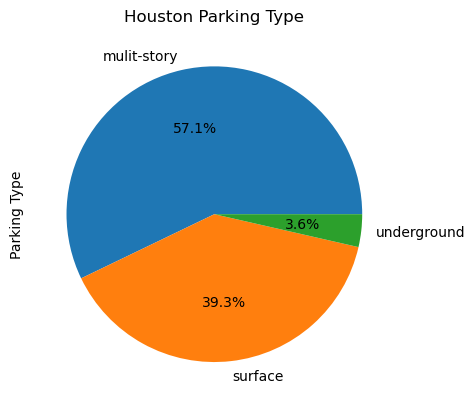 Houston Parking Type
mulit-story
57.1%
Parking Type
3.6%
underground
39.3%
surface